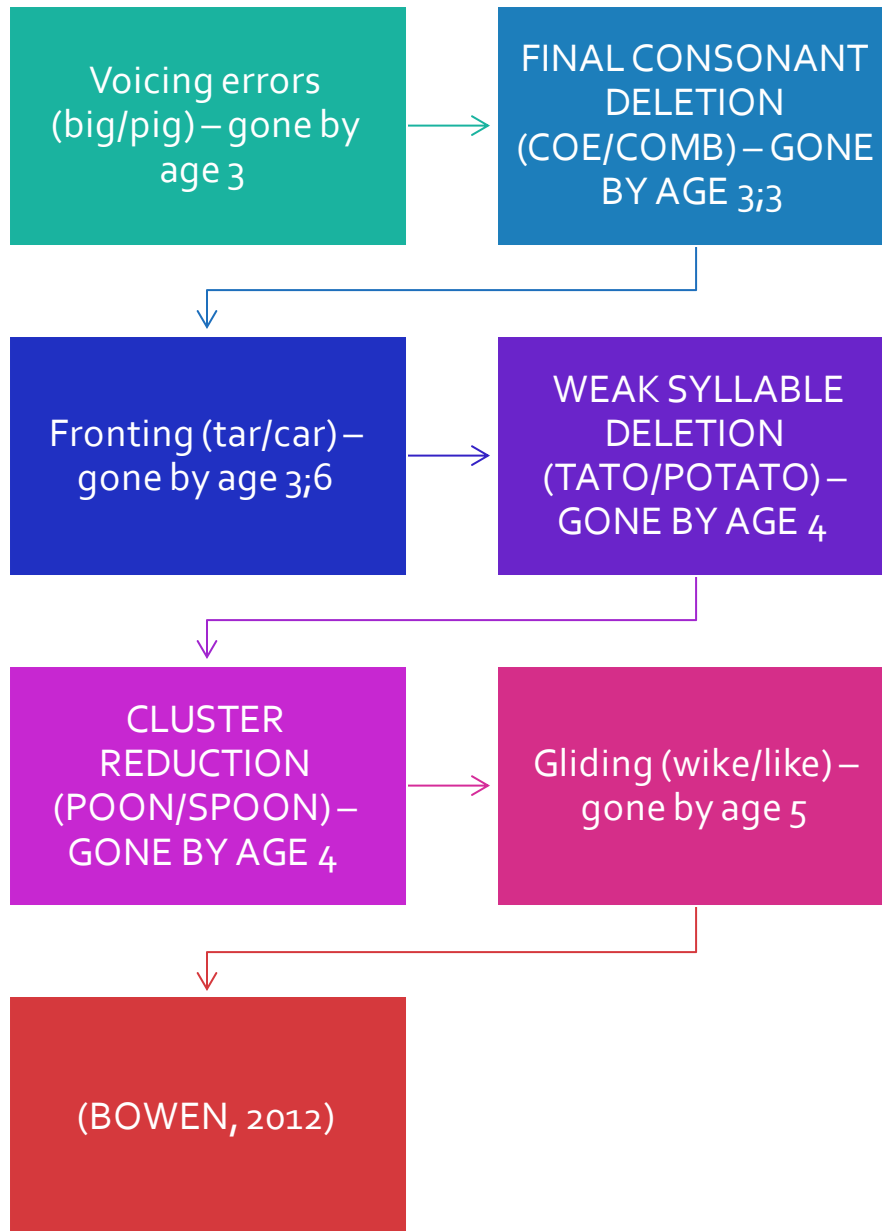 Voicing errors
(big/pig) – gone by
age 3
FINAL CONSONANT
DELETION
(COE/COMB) – GONE
BY AGE 3;3
Fronting (tar/car) –
gone by age 3;6
WEAK SYLLABLE
DELETION
(TATO/POTATO) –
GONE BY AGE 4
CLUSTER
REDUCTION
(POON/SPOON) –
GONE BY AGE 4
Gliding (wike/like) –
gone by age 5
(BOWEN, 2012)